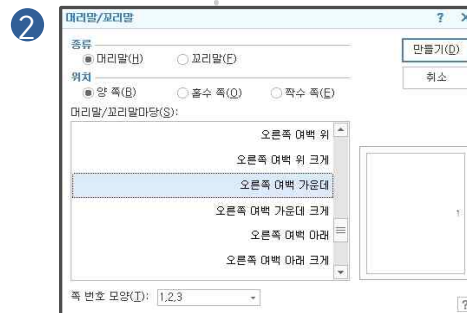 2
머리말/꼬리말 ? ×
종류
머리말(H) 꼬리말(F)
만들기(D)
위치
취소
양 쪽(B) 홀수 쪽(O) 짝수 쪽(E)
머리말/꼬리말마당(S):
오른쪽 여백 위
오른쪽 여백 위 크게
오른쪽 여백 가운데
오른쪽 여백 가운데 크게
오른쪽 여백 아래
오른쪽 여백 아래 크게
1
쪽 번호 모양(T): 1,2,3
?